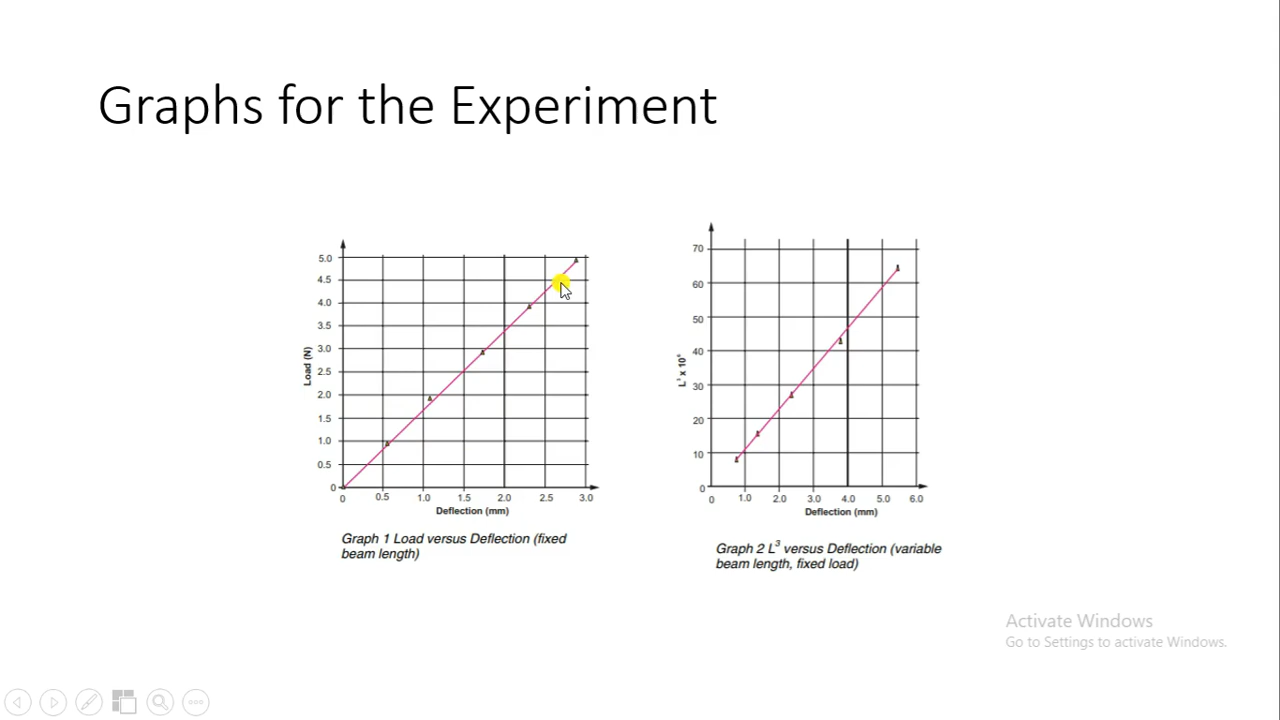 Graphs for the Experiment
5.0
4.5
4.0
3.5
3.0
2.5
2.0
1.5
1.0
0.5
0
Load (N)
0 0.5 1.0 1.5 2.0 2.5 3.0
Deflection (mm)
Graph 1 Load versus Deflection (fixed
beam length)
70
60
50
40
30
20
10
0
0 1.0 2.0 3.0 4.0 5.0 6.0
Deflection (mm)
Graph 2 L³ versus Deflection (variable
beam length, fixed load)
Activate Windows
Go to Settings to activate Windows.